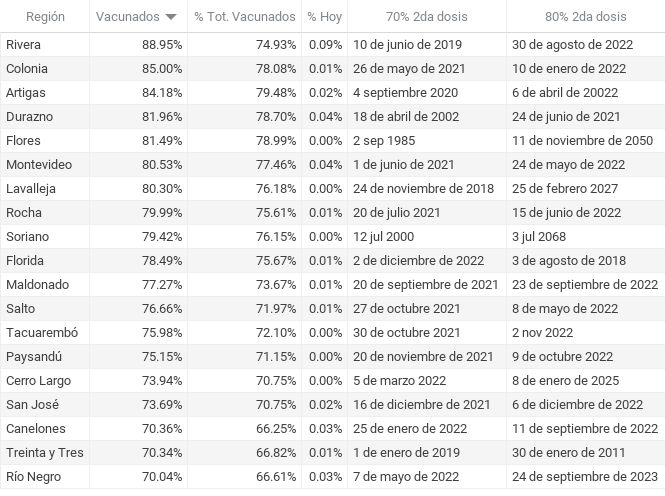 Región Vacunados % Tot. Vacunados % Hoy 70% 2da dosis 80% 2da dosis
Rivera 88.95% 74.93% 0.09% 10 de junio de 2019 30 de agosto de 2022
Colonia 85.00% 78.08% 0.01% 26 de mayo de 2021 10 de enero de 2022
Artigas 84.18% 79.48% 0.02% 4 septiembre 2020 6 de abril de 20022
Durazno 81.96% 78.70% 0.04% 18 de abril de 2002 24 de junio de 2021
Flores 81.49% 78.99% 0.00% 2 sep 1985 11 de noviembre de 2050
Montevideo 80.53% 77.46% 0.04% 1 de junio de 2021 24 de mayo de 2022
Lavalleja 80.30% 76.18% 0.00% 24 de noviembre de 2018 25 de febrero 2027
Rocha 79.99% 75.61% 0.01% 20 de julio 2021 15 de junio de 2022
Soriano 79.42% 76.15% 0.00% 12 jul 2000 3 jul 2068
Florida 78.49% 75.67% 0.01% 2 de diciembre de 2022 3 de agosto de 2018
Maldonado 77.27% 73.67% 0.01% 20 de septiembre de 2021 23 de septiembre de 2022
Salto 76.66% 71.97% 0.01% 27 de octubre 2021 8 de mayo de 2022
Tacuarembó 75.98% 72.10% 0.00% 30 de octubre 2021 2 nov 2022
Paysandú 75.15% 71.15% 0.00% 20 de noviembre de 2021 9 de octubre 2022
Cerro Largo 73.94% 70.75% 0.00% 5 de marzo 2022 8 de enero de 2025
San José 73.69% 70.75% 0.02% 16 de diciembre de 2021 6 de diciembre de 2022
Canelones 70.36% 66.25% 0.03% 25 de enero de 2022 11 de septiembre de 2022
Treinta y Tres 70.34% 66.82% 0.01% 1 de enero de 2019 30 de enero de 2011
Río Negro 70.04% 66.61% 0.03% 7 de mayo de 2022 24 de septiembre de 2023